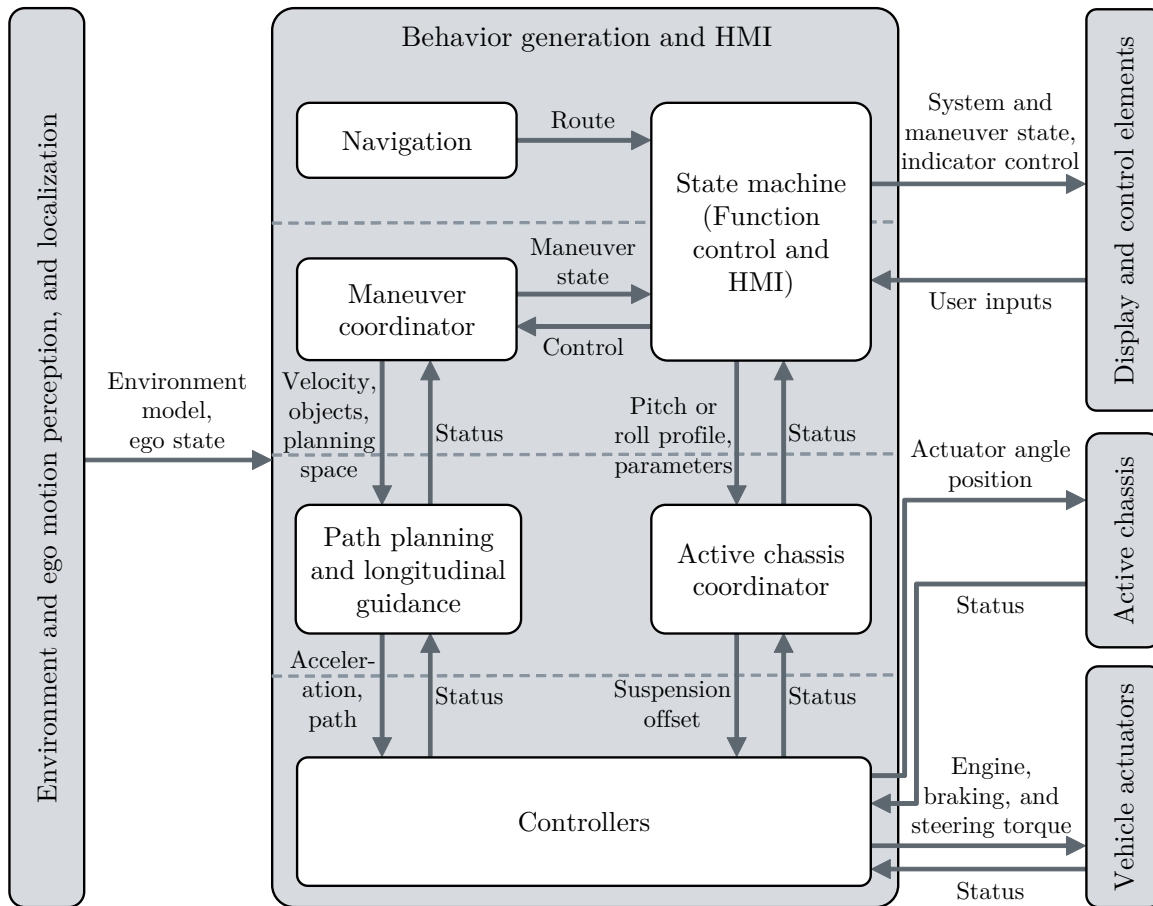 Environment and ego motion perception, and localization
Environment
model,
ego state
Behavior generation and HMI
Navigation
Route
State machine
(Function
control and
HMI)
Maneuver
state
Maneuver
coordinator
Control
Velocity,
objects,
planning
space
Status
Pitch or
roll profile,
parameters
Status
Path planning
and longitudinal
guidance
Active chassis
coordinator
Acceler-
ation,
path
Status
Suspension
offset
Status
Controllers
System and
maneuver state,
indicator control
User inputs
Display and control elements
Actuator angle
position
Status
Active chassis
Engine,
braking, and
steering torque
Status
Vehicle actuators